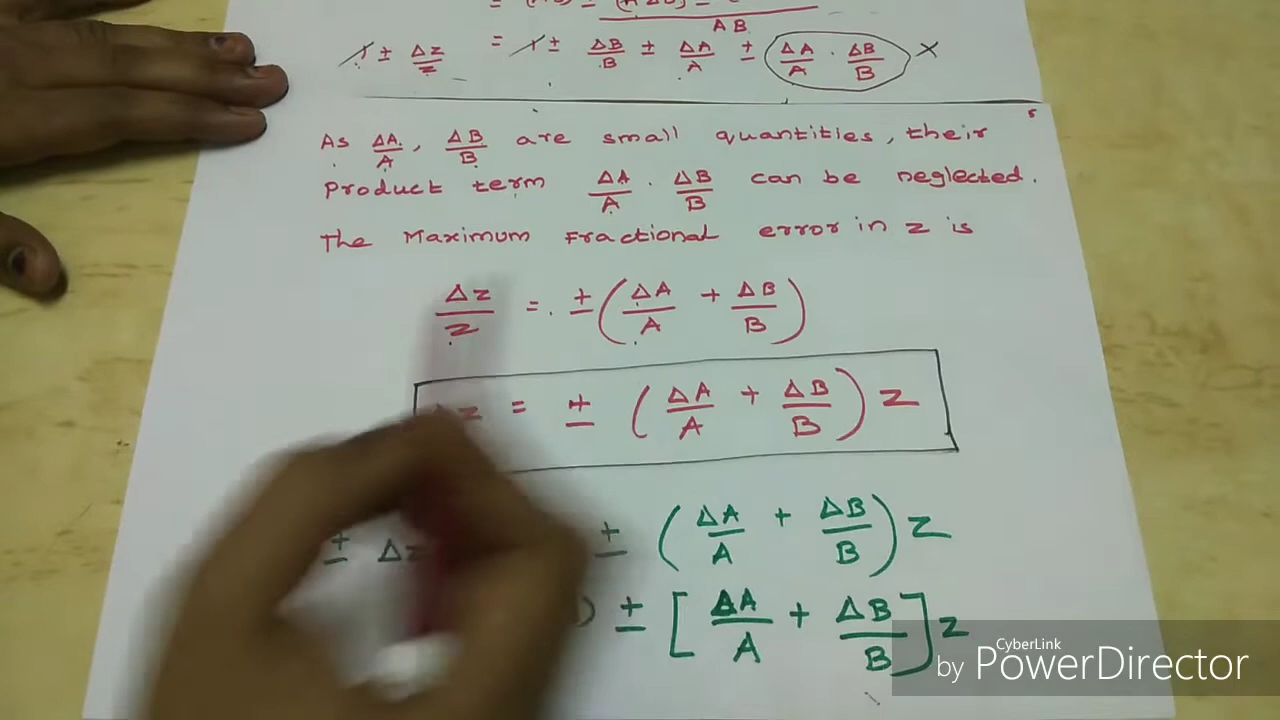 AB
1 ± ΔZ/Z = 1 ± ΔB/B ± ΔA/A ± ΔA/A · ΔB/B ×
As ΔA/A, ΔB/B are small quantities, their
product term ΔA/A · ΔB/B can be neglected.
The Maximum Fractional error in Z is
ΔZ/Z = ± (ΔA/A + ΔB/B)
ΔZ = ± (ΔA/A + ΔB/B) Z
± ΔZ ± (ΔA/A + ΔB/B) Z
) ± [ΔA/A + ΔB/B] Z
CyberLink
by PowerDirector